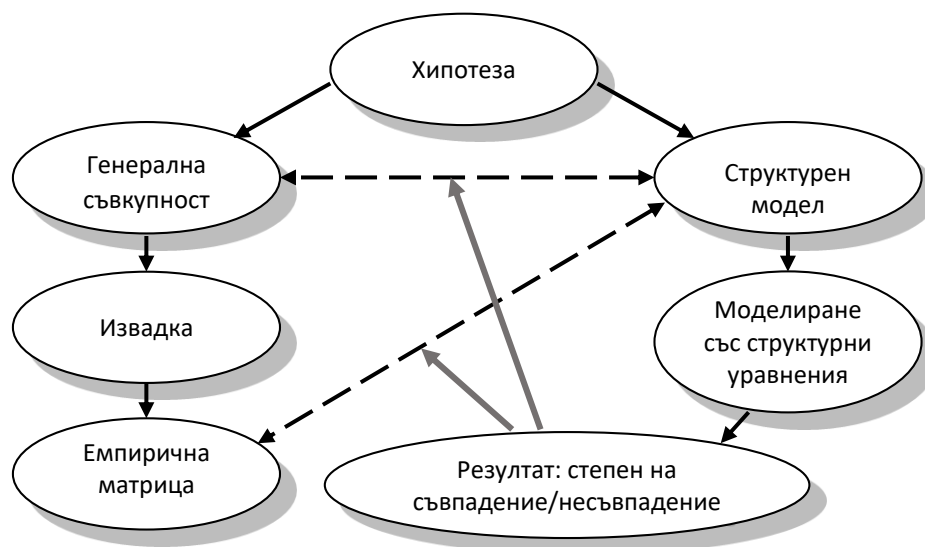 Хипотеза
Генерална
съвкупност
Структурен
модел
Извадка
Моделиране
със структурни
уравнения
Емпирична
матрица
Резултат: степен на
съвпадение/несъвпадение